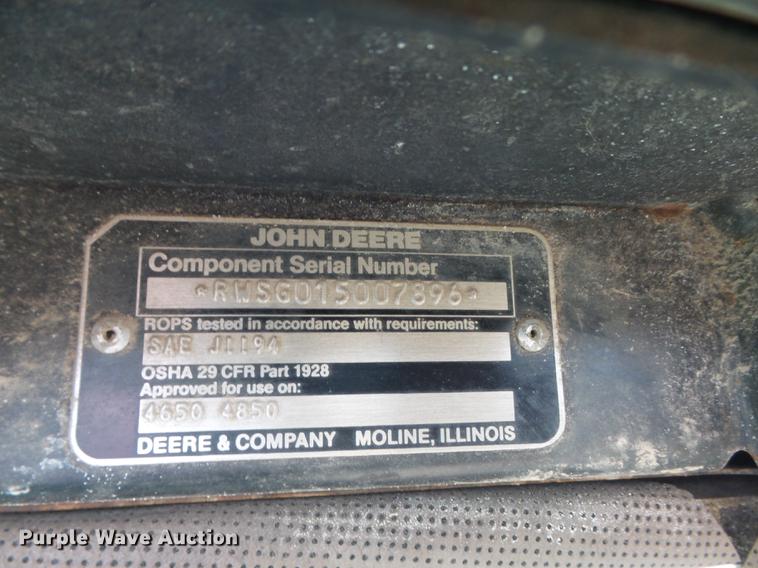 JOHN DEERE
Component Serial Number
*RWSG015007896*
ROPS tested in accordance with requirements:
SAE J1194
OSHA 29 CFR Part 1928
Approved for use on:
4650 4850
DEERE & COMPANY MOLINE, ILLINOIS
Purple Wave Auction